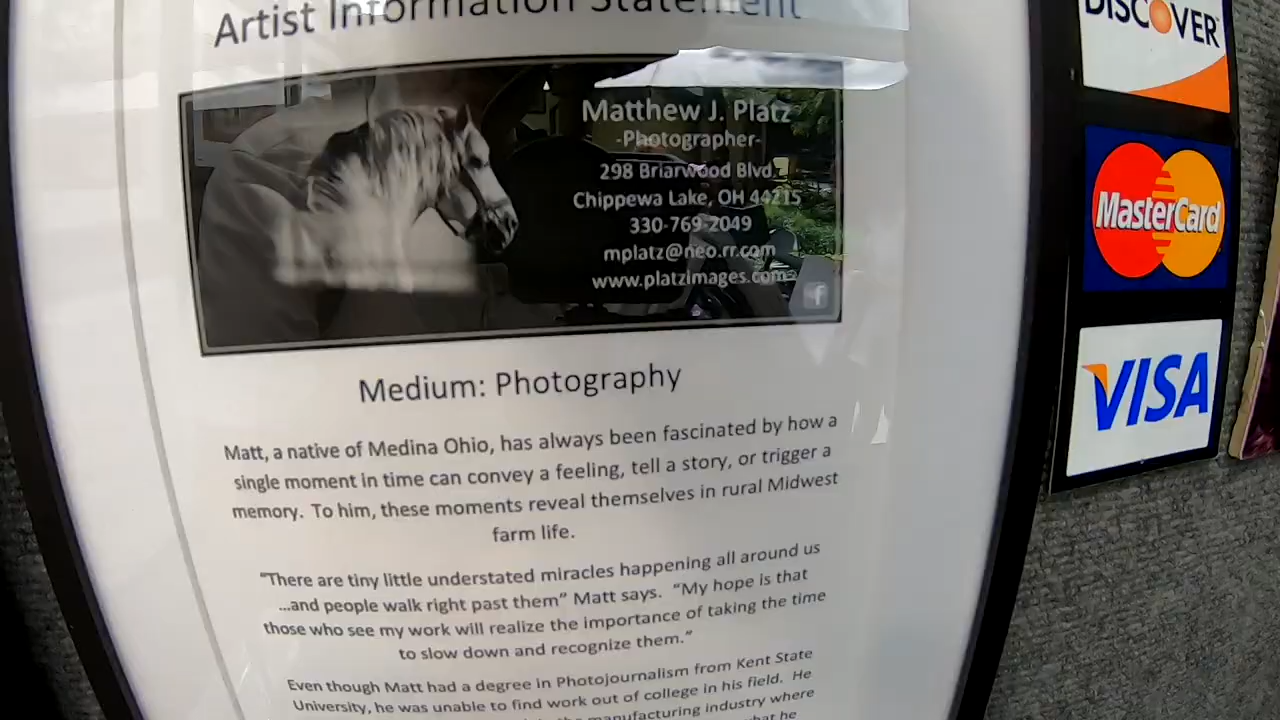 Artist Information Statement
Matthew J. Platz
-Photographer-
298 Briarwood Blvd.
Chippewa Lake, OH 44215
330-769-2049
mplatz@neo.rr.com
www.platzimages.com
f
Medium: Photography
Matt, a native of Medina Ohio, has always been fascinated by how a
single moment in time can convey a feeling, tell a story, or trigger a
memory. To him, these moments reveal themselves in rural Midwest
farm life.
“There are tiny little understated miracles happening all around us
...and people walk right past them” Matt says. “My hope is that
those who see my work will realize the importance of taking the time
to slow down and recognize them.”
Even though Matt had a degree in Photojournalism from Kent State
University, he was unable to find work out of college in his field. He
manufacturing industry where
what he
DISCOVER
MasterCard
VISA